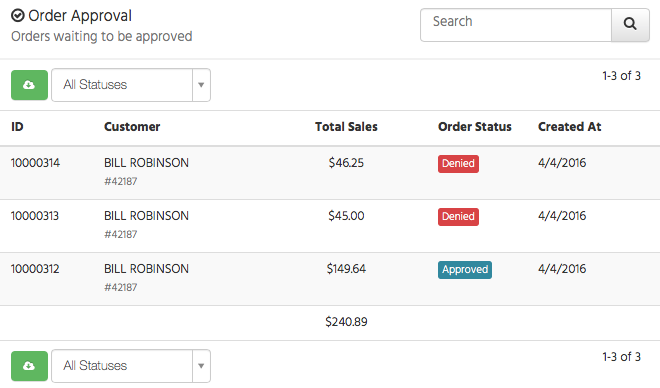 Order Approval
Orders waiting to be approved
Search
All Statuses
1-3 of 3
ID Customer Total Sales Order Status Created At
10000314 BILL ROBINSON $46.25 Denied 4/4/2016
#42187
10000313 BILL ROBINSON $45.00 Denied 4/4/2016
#42187
10000312 BILL ROBINSON $149.64 Approved 4/4/2016
#42187
$240.89
All Statuses
1-3 of 3